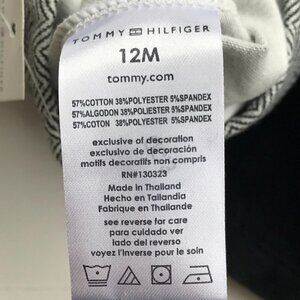 TOMMY HILFIGER
12M
tommy.com
57%COTTON 38%POLYESTER 5%SPANDEX
57%ALGODON 38%POLIESTER 5%SPANDEX
57%COTON 38%POLYESTER 5%SPANDEX
exclusive of decoration
exclusivo de decoración
motifs decoratifs non compris
RN#130323
Made in Thailand
Hecho en Tailandia
Fabrique en Thailande
see reverse for care
para cuidado ver
lado del reverso
voyez l'inverse pour le soin